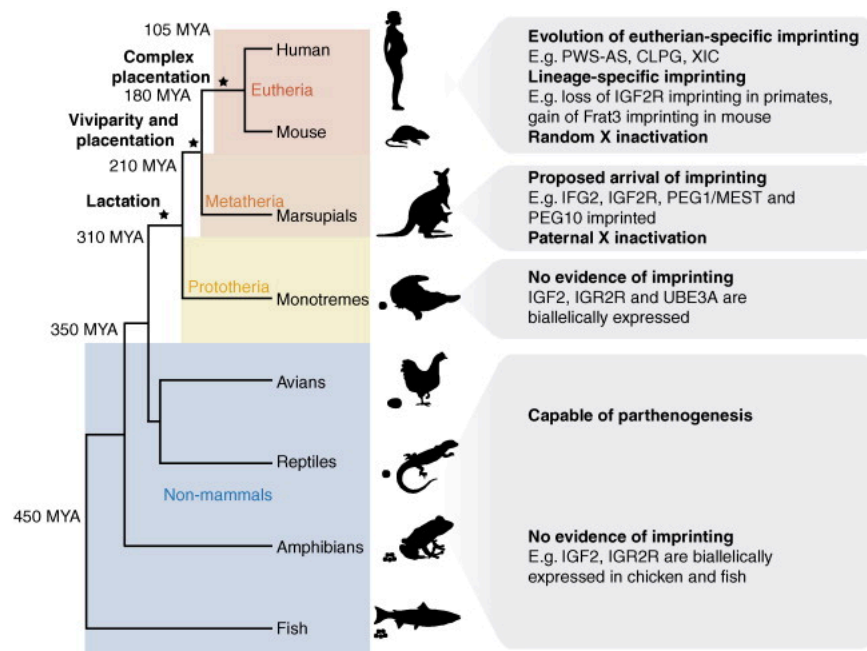 105 MYA
Human
Complex
placentation
180 MYA
Eutheria
Viviparity and
placentation
Mouse
210 MYA
Metatheria
Lactation
Marsupials
310 MYA
Prototheria
Monotremes
350 MYA
Avians
Reptiles
Non-mammals
450 MYA
Amphibians
Fish
Evolution of eutherian-specific imprinting
E.g. PWS-AS, CLPG, XIC
Lineage-specific imprinting
E.g. loss of IGF2R imprinting in primates,
gain of Frat3 imprinting in mouse
Random X inactivation
Proposed arrival of imprinting
E.g. IFG2, IGF2R, PEG1/MEST and
PEG10 imprinted
Paternal X inactivation
No evidence of imprinting
IGF2, IGR2R and UBE3A are
biallelically expressed
Capable of parthenogenesis
No evidence of imprinting
E.g. IGF2, IGR2R are biallelically
expressed in chicken and fish